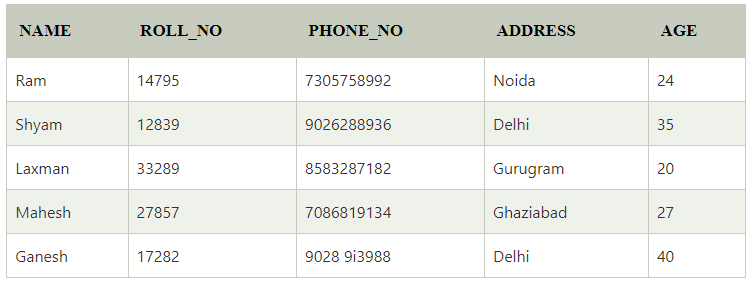 NAME ROLL_NO PHONE_NO ADDRESS AGE
Ram 14795 7305758992 Noida 24
Shyam 12839 9026288936 Delhi 35
Laxman 33289 8583287182 Gurugram 20
Mahesh 27857 7086819134 Ghaziabad 27
Ganesh 17282 9028 9i3988 Delhi 40